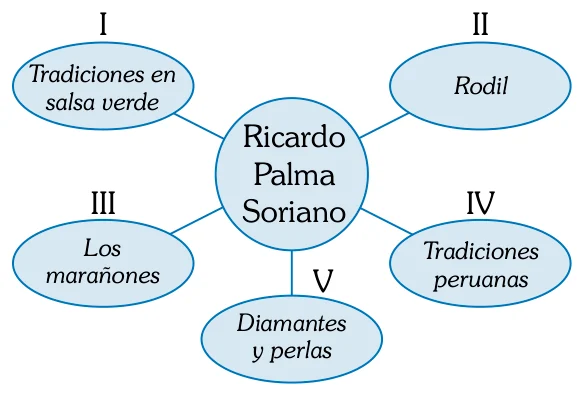 I
Tradiciones en
salsa verde
II
Rodil
Ricardo
Palma
Soriano
III
Los
marañones
IV
Tradiciones
peruanas
V
Diamantes
y perlas